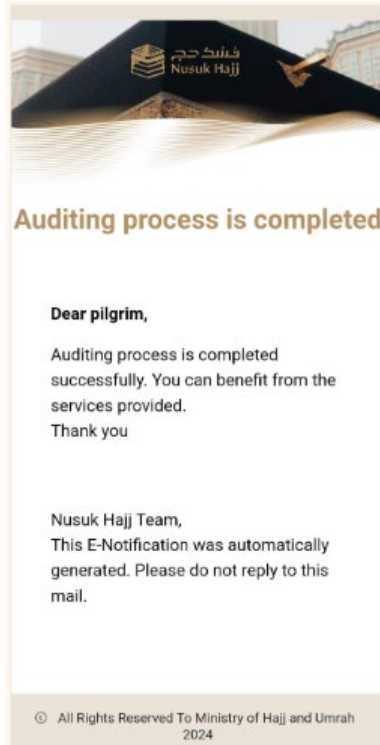 نسك حج
Nusuk Hajj
Auditing process is completed
Dear pilgrim,
Auditing process is completed
successfully. You can benefit from the
services provided.
Thank you
Nusuk Hajj Team,
This E-Notification was automatically
generated. Please do not reply to this
mail.
© All Rights Reserved To Ministry of Hajj and Umrah
2024